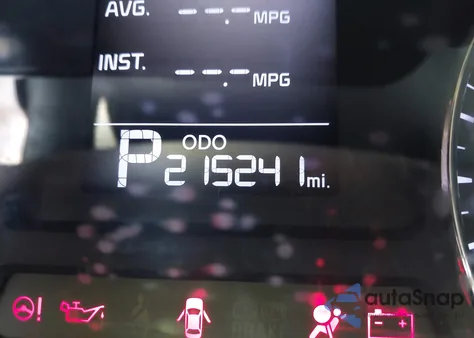 AVG. --.- MPG
INST. --.- MPG
ODO
P 215241 mi.
autoSnap